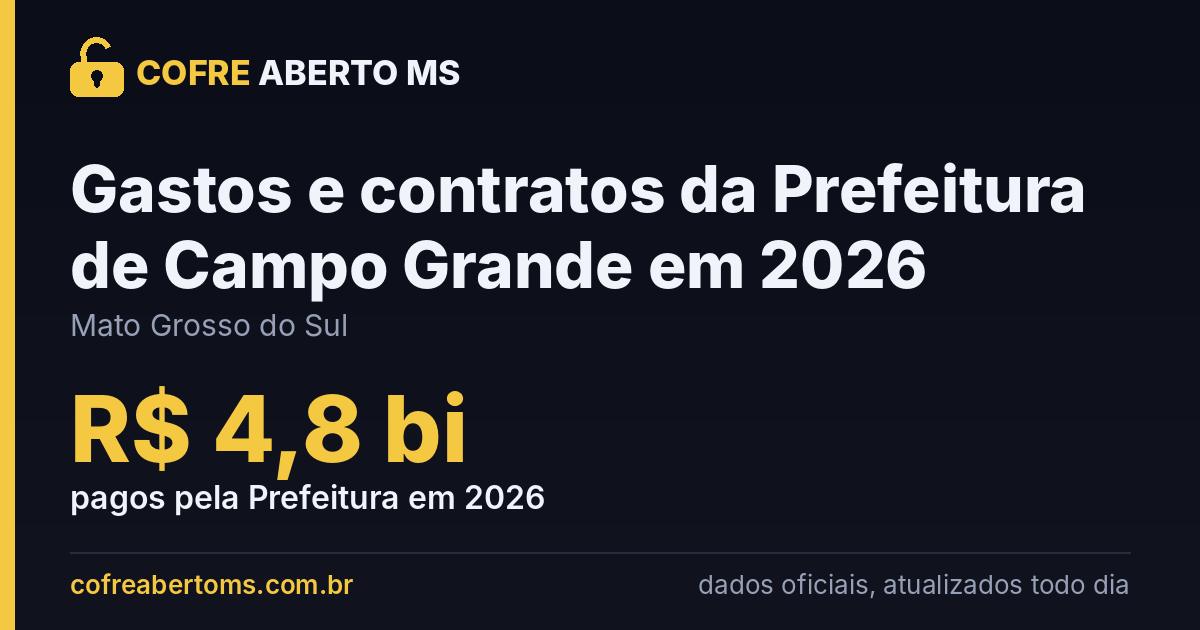 COFRE ABERTO MS
Gastos e contratos da Prefeitura
de Campo Grande em 2026
Mato Grosso do Sul
R$ 4,8 bi
pagos pela Prefeitura em 2026
cofreabertoms.com.br
dados oficiais, atualizados todo dia